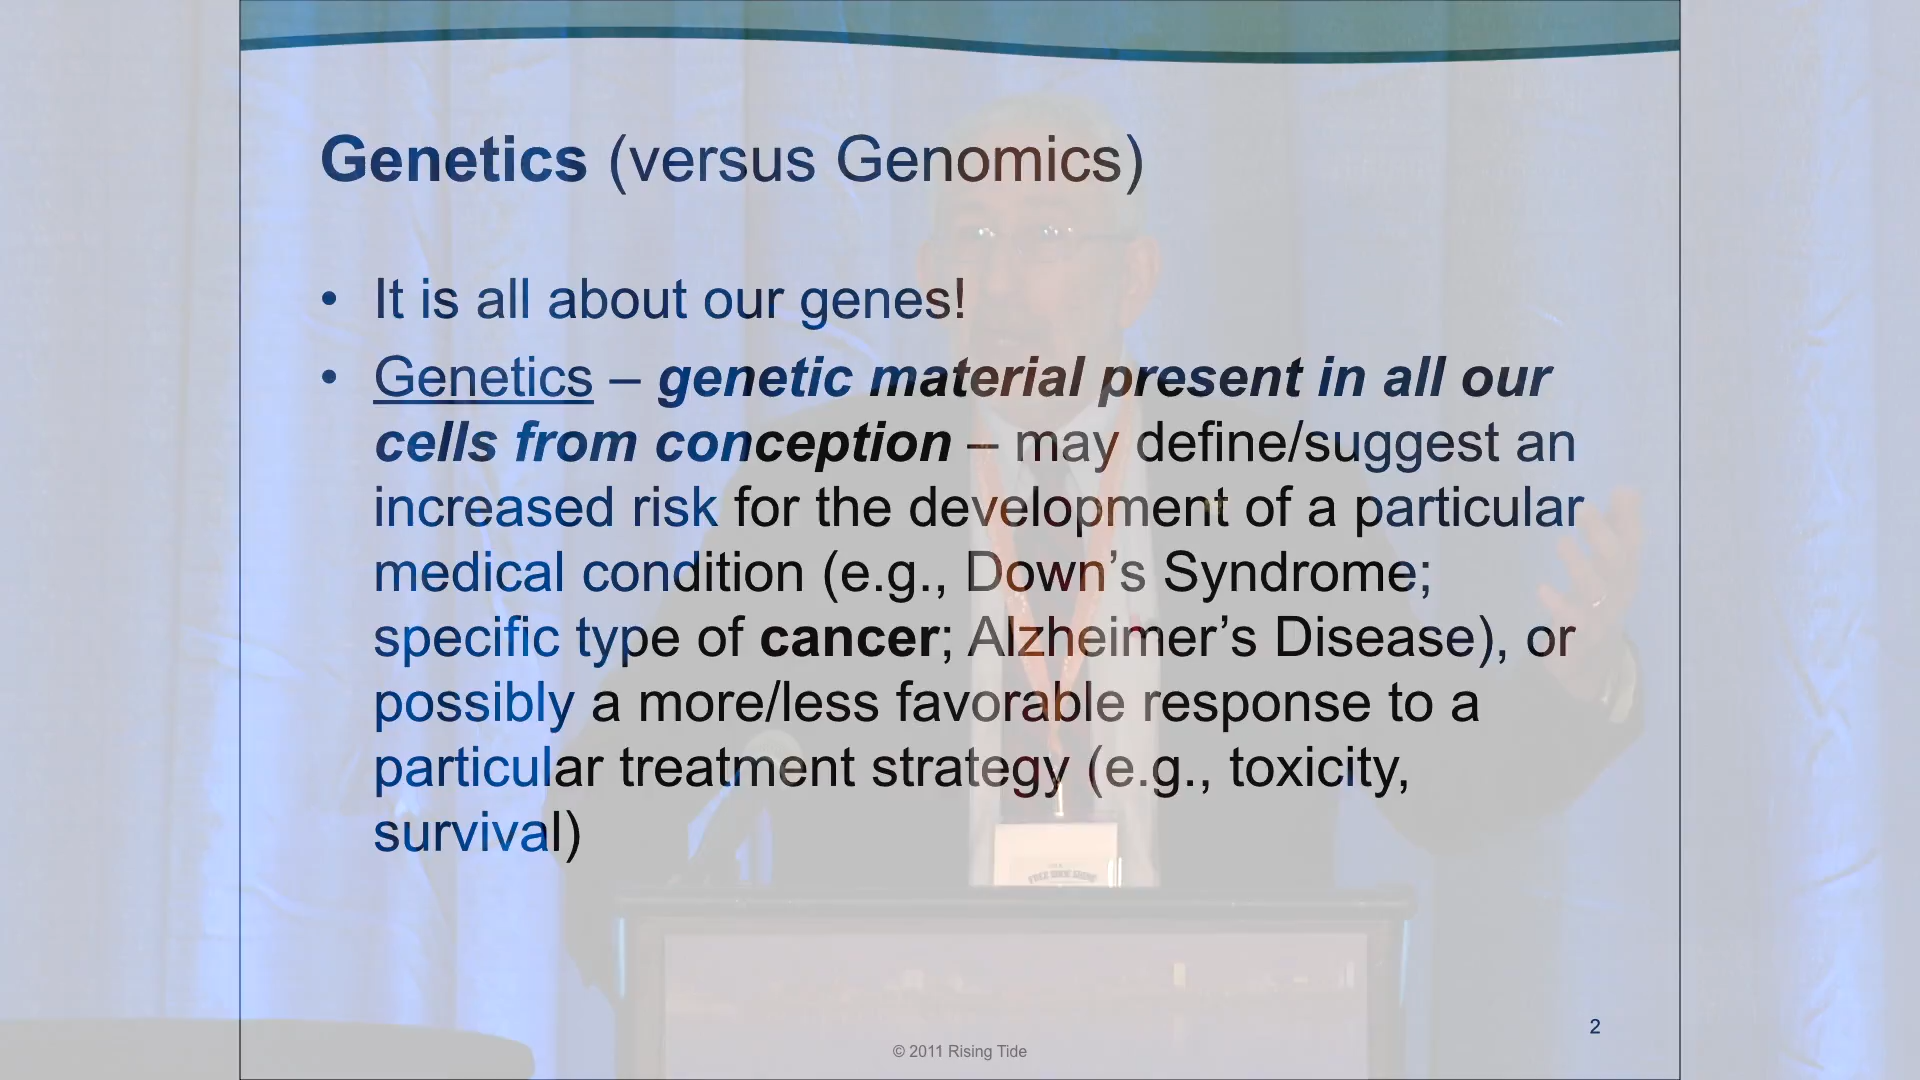 Genetics (versus Genomics)
• It is all about our genes!
• Genetics – genetic material present in all our
cells from conception – may define/suggest an
increased risk for the development of a particular
medical condition (e.g., Down’s Syndrome;
specific type of cancer; Alzheimer’s Disease), or
possibly a more/less favorable response to a
particular treatment strategy (e.g., toxicity,
survival)
2
© 2011 Rising Tide